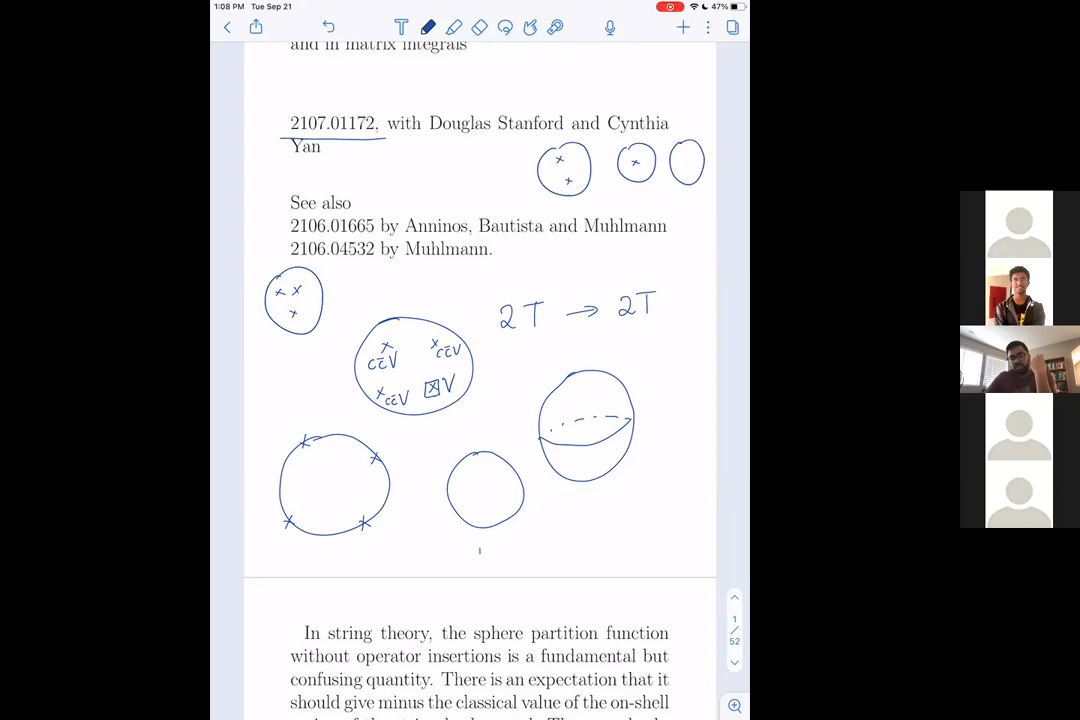 1:08 PM Tue Sep 21
47%
and in matrix integrals
2107.01172, with Douglas Stanford and Cynthia
Yan
See also
2106.01665 by Anninos, Bautista and Muhlmann
2106.04532 by Muhlmann.
2T → 2T
cc̄V
cc̄V
cc̄V
V
1
1
/
52
In string theory, the sphere partition function
without operator insertions is a fundamental but
confusing quantity. There is an expectation that it
should give minus the classical value of the on-shell